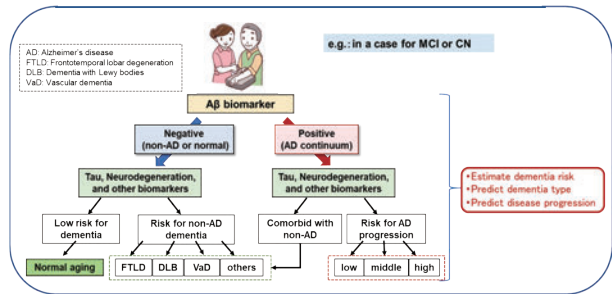 AD: Alzheimer's disease
FTLD: Frontotemporal lobar degeneration
DLB: Dementia with Lewy bodies
VaD: Vascular dementia
e.g.: in a case for MCI or CN
Aβ biomarker
Negative
(non-AD or normal)
Positive
(AD continuum)
Tau, Neurodegeneration,
and other biomarkers
Tau, Neurodegeneration,
and other biomarkers
•Estimate dementia risk
•Predict dementia type
•Predict disease progression
Low risk for
dementia
Risk for non-AD
dementia
Comorbid with
non-AD
Risk for AD
progression
Normal aging
FTLD
DLB
VaD
others
low
middle
high